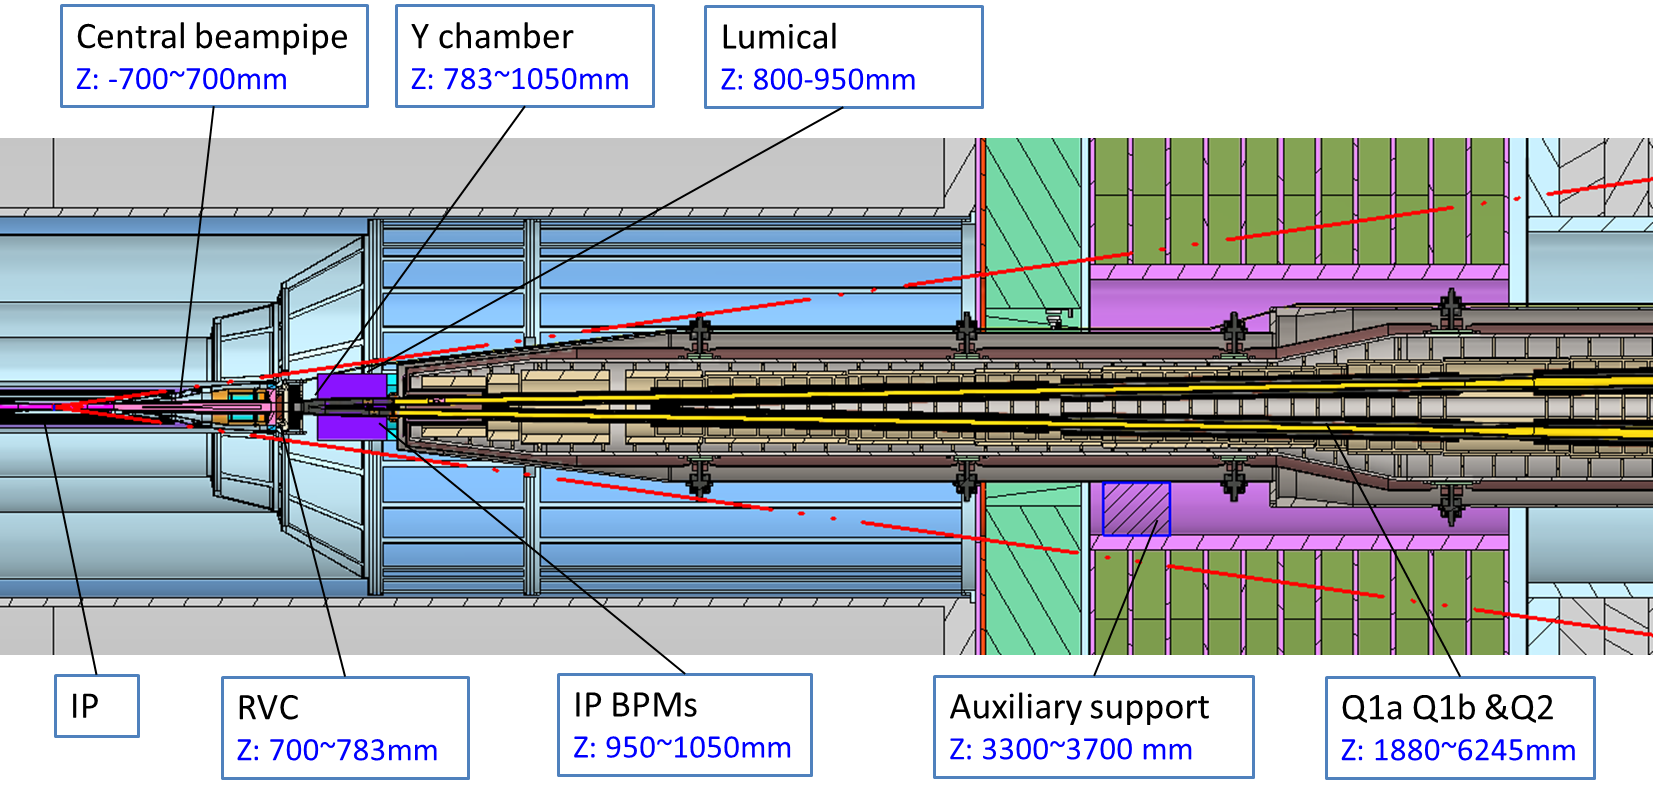 Central beampipe
Z: -700~700mm
Y chamber
Z: 783~1050mm
Lumical
Z: 800-950mm
IP
RVC
Z: 700~783mm
IP BPMs
Z: 950~1050mm
Auxiliary support
Z: 3300~3700 mm
Q1a Q1b &Q2
Z: 1880~6245mm